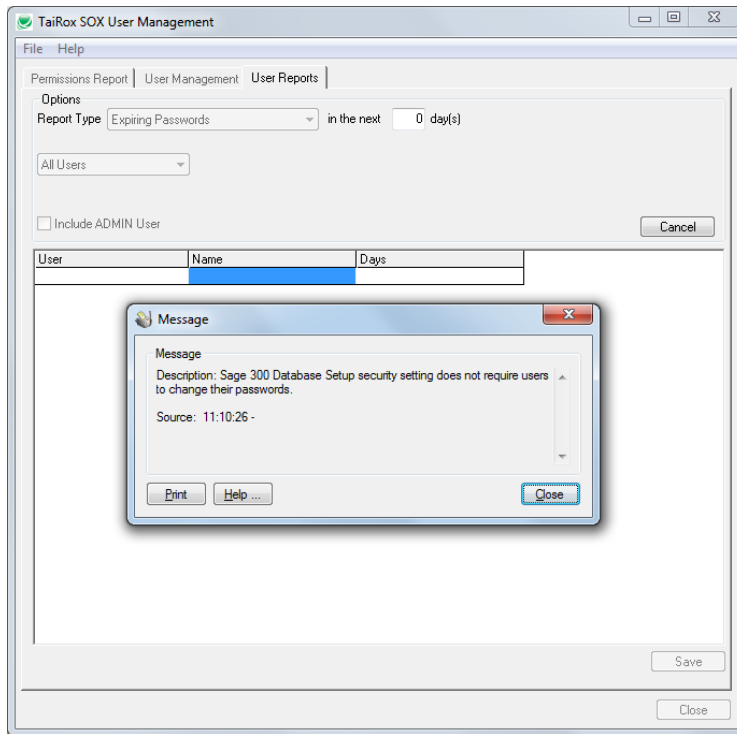 TaiRox SOX User Management
File Help
Permissions Report User Management User Reports
Options
Report Type Expiring Passwords in the next 0 day(s)
All Users
Include ADMIN User
Cancel
User Name Days
Message
Message
Description: Sage 300 Database Setup security setting does not require users
to change their passwords.
Source: 11:10:26 -
Print Help ... Close
Save
Close